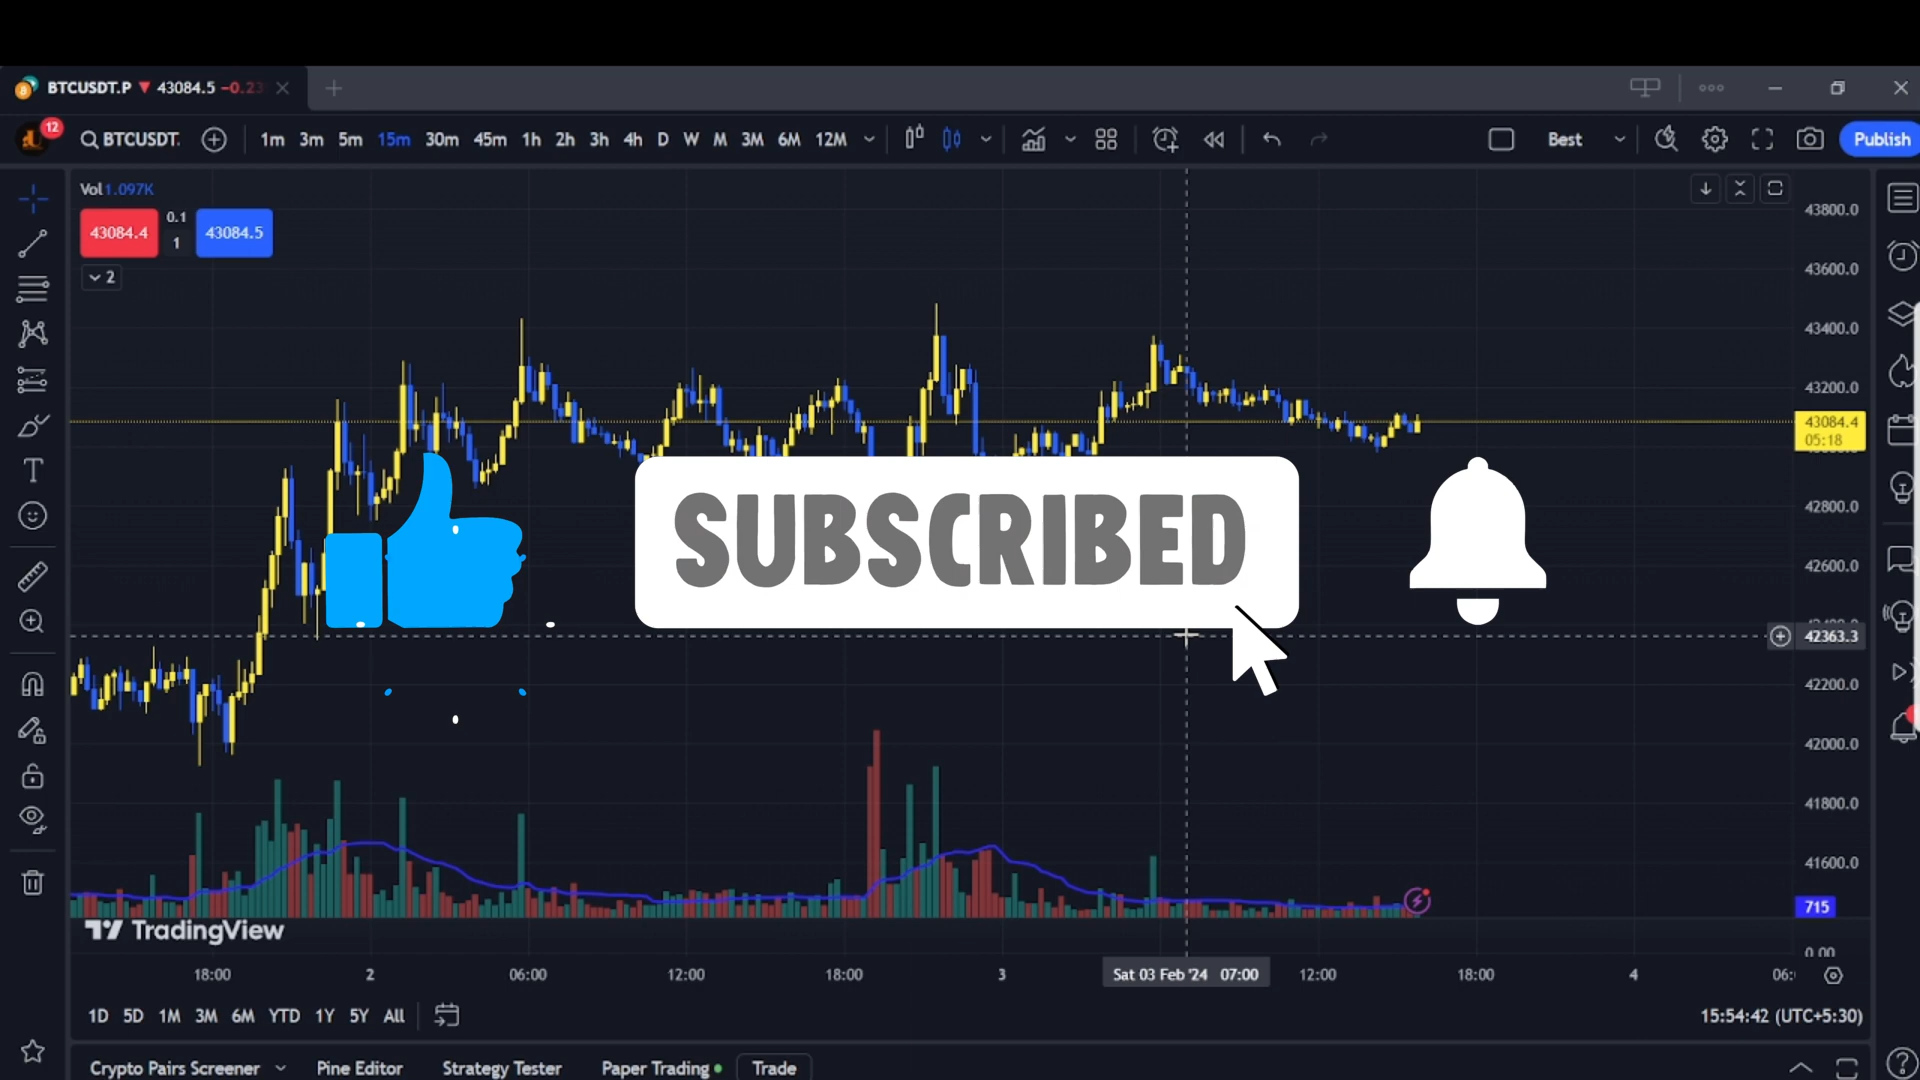 BTCUSDT.P 43084.5 −0.23
12 BTCUSDT. 1m 3m 5m 15m 30m 45m 1h 2h 3h 4h D W M 3M 6M 12M Best Publish
Vol 1.097K
43084.4 0.1 1 43084.5
2
43800.0
43600.0
43400.0
43200.0
43084.4
05:18
42800.0
42600.0
SUBSCRIBED
42363.3
42200.0
42000.0
41800.0
41600.0
715
TradingView
0.00
18:00 2 06:00 12:00 18:00 3 Sat 03 Feb '24 07:00 12:00 18:00 4 06:
1D 5D 1M 3M 6M YTD 1Y 5Y All 15:54:42 (UTC+5:30)
Crypto Pairs Screener Pine Editor Strategy Tester Paper Trading Trade